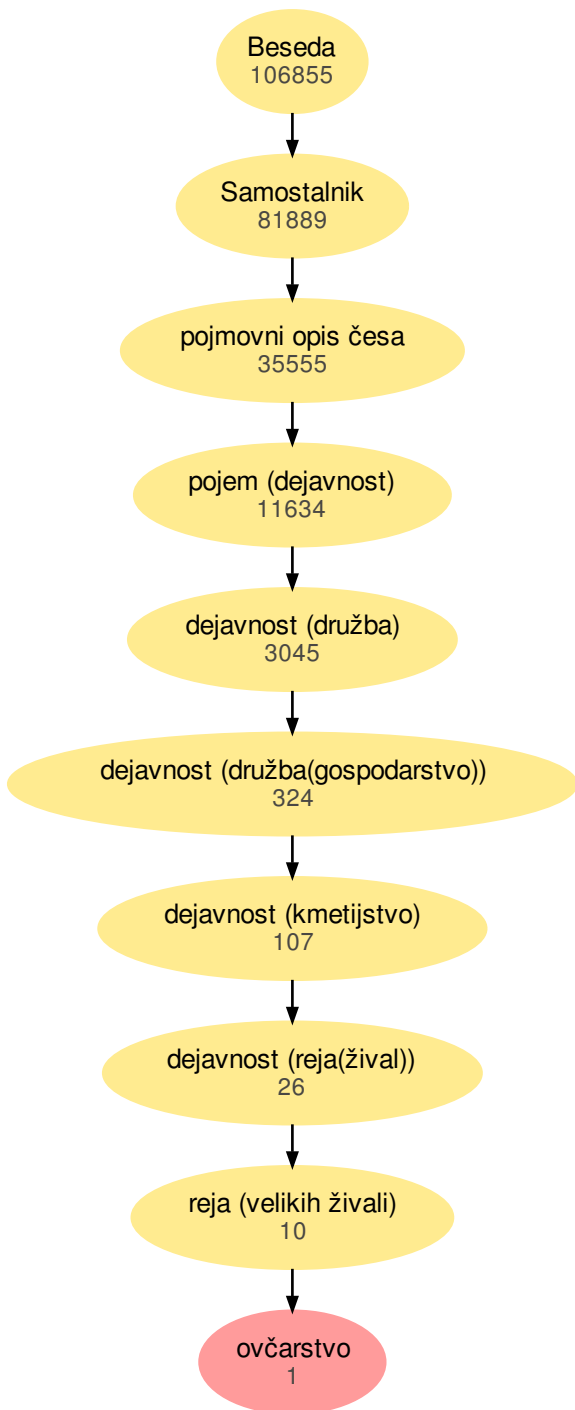 Beseda
106855
Samostalnik
81889
pojmovni opis česa
35555
pojem (dejavnost)
11634
dejavnost (družba)
3045
dejavnost (družba(gospodarstvo))
324
dejavnost (kmetijstvo)
107
dejavnost (reja(žival))
26
reja (velikih živali)
10
ovčarstvo
1